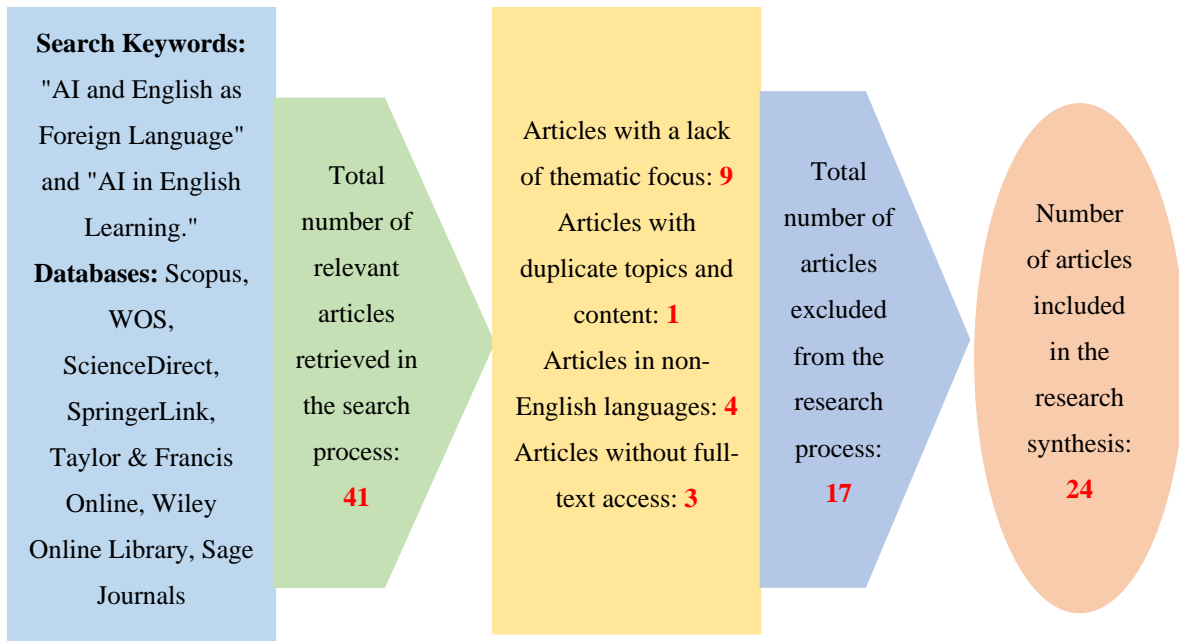 Search Keywords:
"AI and English as
Foreign Language"
and "AI in English
Learning."
Databases: Scopus,
WOS,
ScienceDirect,
SpringerLink,
Taylor & Francis
Online, Wiley
Online Library, Sage
Journals
Total
number of
relevant
articles
retrieved in
the search
process:
41
Articles with a lack
of thematic focus: 9
Articles with
duplicate topics and
content: 1
Articles in non-
English languages: 4
Articles without full-
text access: 3
Total
number of
articles
excluded
from the
research
process:
17
Number
of articles
included
in the
research
synthesis:
24